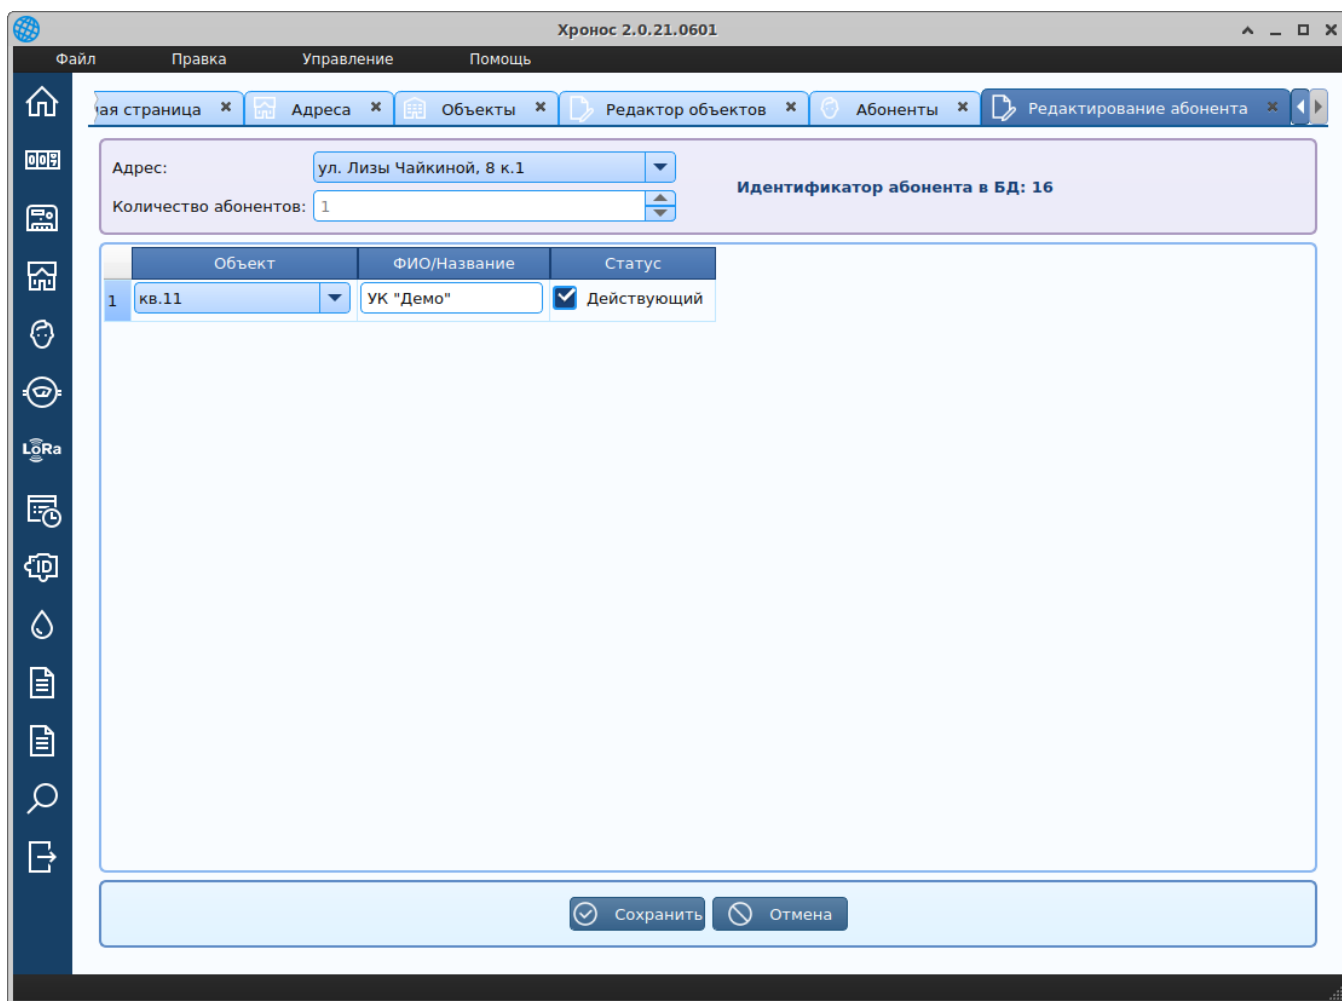 Хронос 2.0.21.0601
Файл Правка Управление Помощь
ая страница Адреса Объекты Редактор объектов Абоненты Редактирование абонента
Адрес: ул. Лизы Чайкиной, 8 к.1
Идентификатор абонента в БД: 16
Количество абонентов: 1
Объект ФИО/Название Статус
1 кв.11 УК "Демо" Действующий
LoRa
ID
Сохранить Отмена